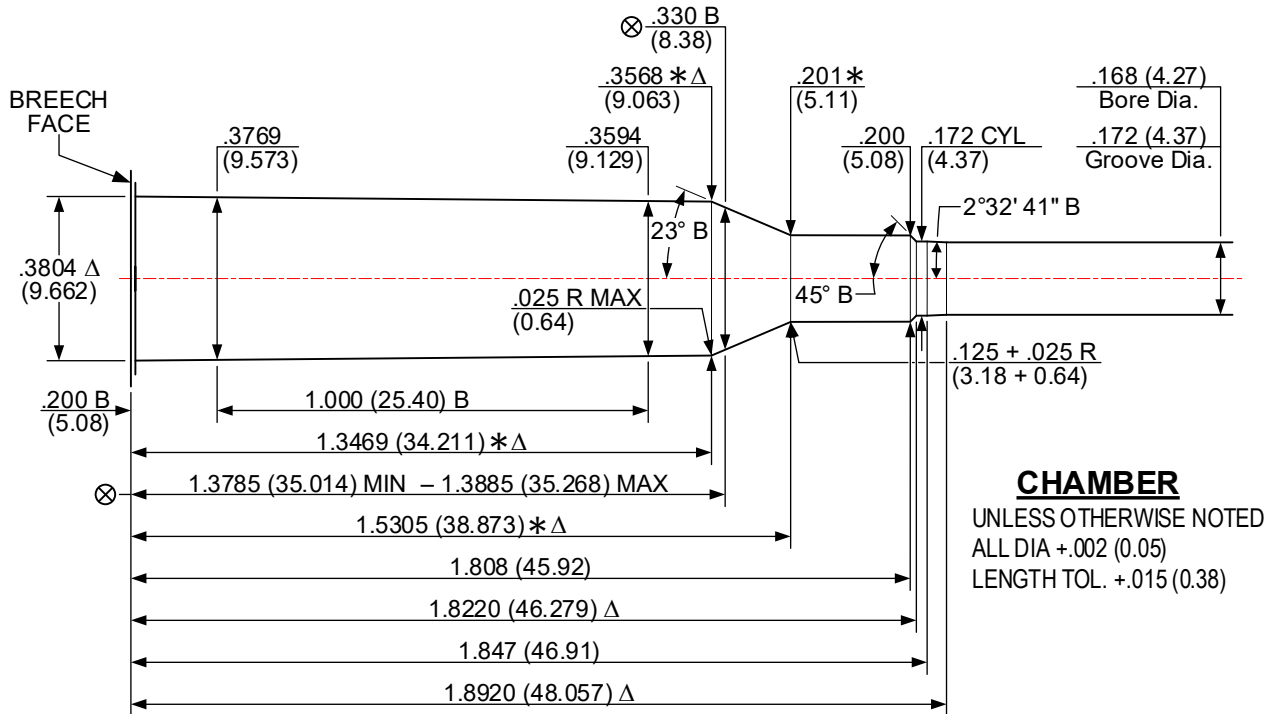 ⊗ .330 B
(8.38)
.3568 ∗ Δ
(9.063)
.201∗
(5.11)
.168 (4.27)
Bore Dia.
BREECH
FACE
.3769
(9.573)
.3594
(9.129)
.200
(5.08)
.172 CYL
(4.37)
.172 (4.37)
Groove Dia.
2°32' 41" B
23° B
.3804 Δ
(9.662)
.025 R MAX
(0.64)
45° B
.125 + .025 R
(3.18 + 0.64)
.200 B
(5.08)
1.000 (25.40) B
1.3469 (34.211) ∗ Δ
⊗ 1.3785 (35.014) MIN – 1.3885 (35.268) MAX
1.5305 (38.873) ∗ Δ
1.808 (45.92)
1.8220 (46.279) Δ
1.847 (46.91)
1.8920 (48.057) Δ
CHAMBER
UNLESS OTHERWISE NOTED
ALL DIA +.002 (0.05)
LENGTH TOL. +.015 (0.38)